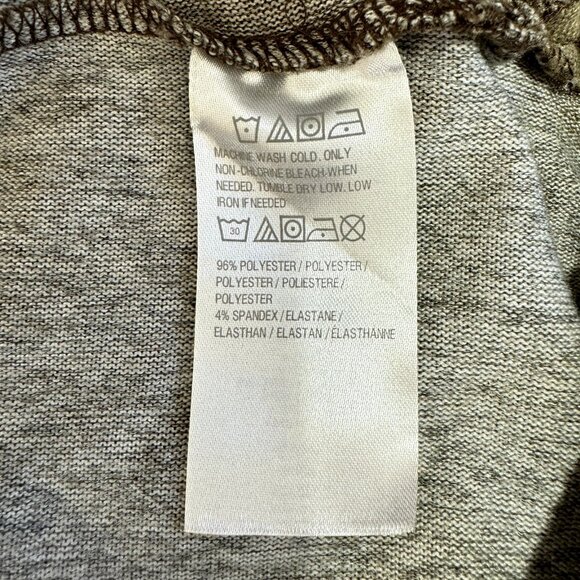 MACHINE WASH COLD. ONLY
NON-CHLORINE BLEACH WHEN
NEEDED. TUMBLE DRY LOW. LOW
IRON IF NEEDED
30
96% POLYESTER / POLYESTER /
POLYESTER / POLIESTERE /
POLYESTER
4% SPANDEX / ELASTANE /
ELASTHAN / ELASTAN / ÉLASTHANNE